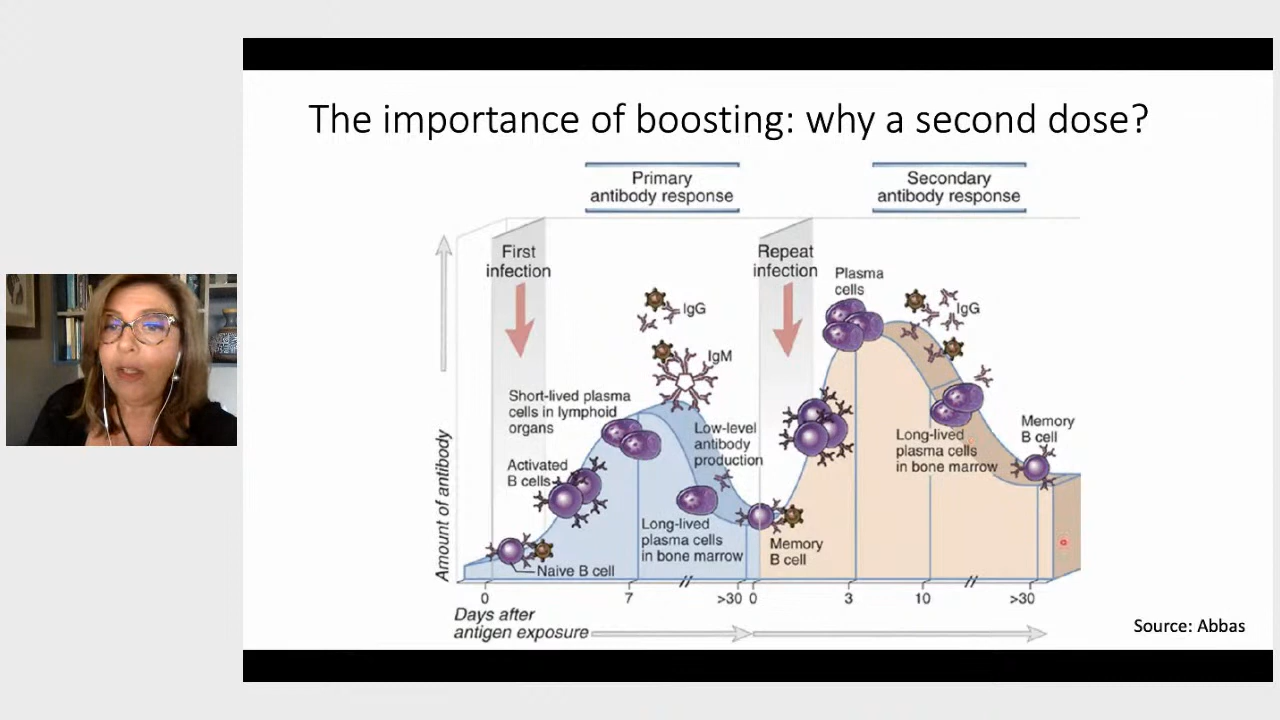 The importance of boosting: why a second dose?
Primary
antibody response
Secondary
antibody response
First
infection
Repeat
infection
Plasma
cells
IgG
IgG
IgM
Short-lived plasma
cells in lymphoid
organs
Low-level
antibody
production
Activated
B cells
Long-lived
plasma cells
in bone marrow
Memory
B cell
Long-lived
plasma cells
in bone marrow
Memory
B cell
Naive B cell
Amount of antibody
0
7
>30
0
3
10
>30
Days after
antigen exposure
Source: Abbas